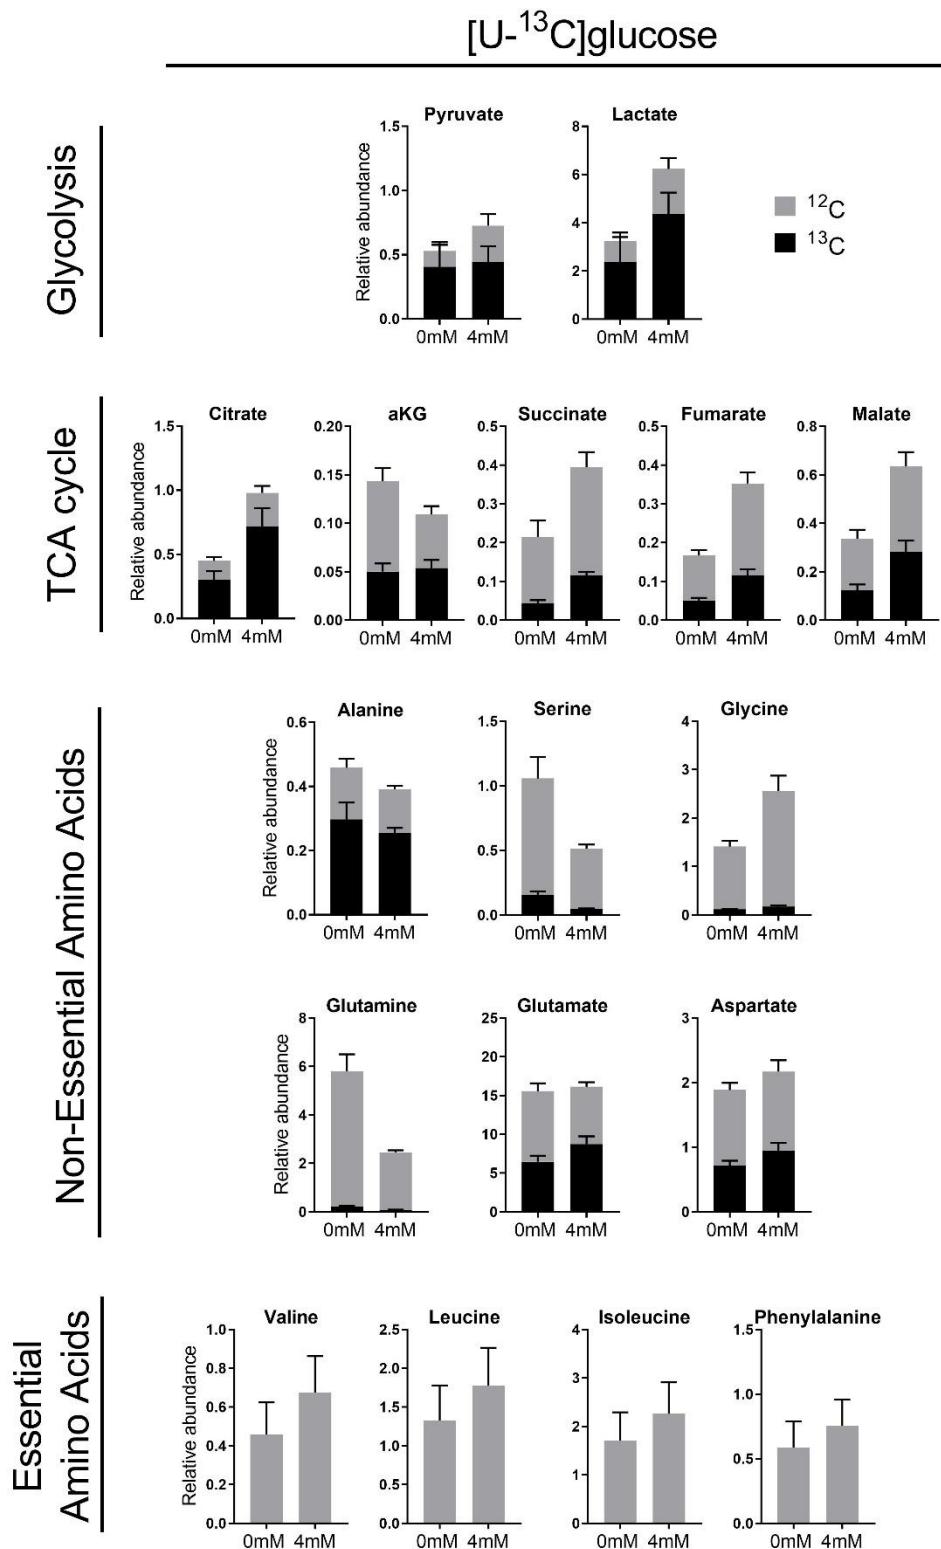 [U-¹³C]glucose
Glycolysis
Pyruvate Lactate
Relative abundance
1.5
1.0
0.5
0.0
0mM 4mM
8
6
4
2
0
0mM 4mM
¹²C
¹³C
TCA cycle
Citrate aKG Succinate Fumarate Malate
Relative abundance
1.5
1.0
0.5
0.0
0mM 4mM
0.20
0.15
0.10
0.05
0.00
0mM 4mM
0.5
0.4
0.3
0.2
0.1
0.0
0mM 4mM
0.5
0.4
0.3
0.2
0.1
0.0
0mM 4mM
0.8
0.6
0.4
0.2
0.0
0mM 4mM
Non-Essential Amino Acids
Alanine Serine Glycine
Relative abundance
0.6
0.4
0.2
0.0
0mM 4mM
1.5
1.0
0.5
0.0
0mM 4mM
4
3
2
1
0
0mM 4mM
Glutamine Glutamate Aspartate
Relative abundance
8
6
4
2
0
0mM 4mM
25
20
15
10
5
0
0mM 4mM
3
2
1
0
0mM 4mM
Essential
Amino Acids
Valine Leucine Isoleucine Phenylalanine
Relative abundance
1.0
0.8
0.6
0.4
0.2
0.0
0mM 4mM
2.5
2.0
1.5
1.0
0.5
0.0
0mM 4mM
4
3
2
1
0
0mM 4mM
1.5
1.0
0.5
0.0
0mM 4mM